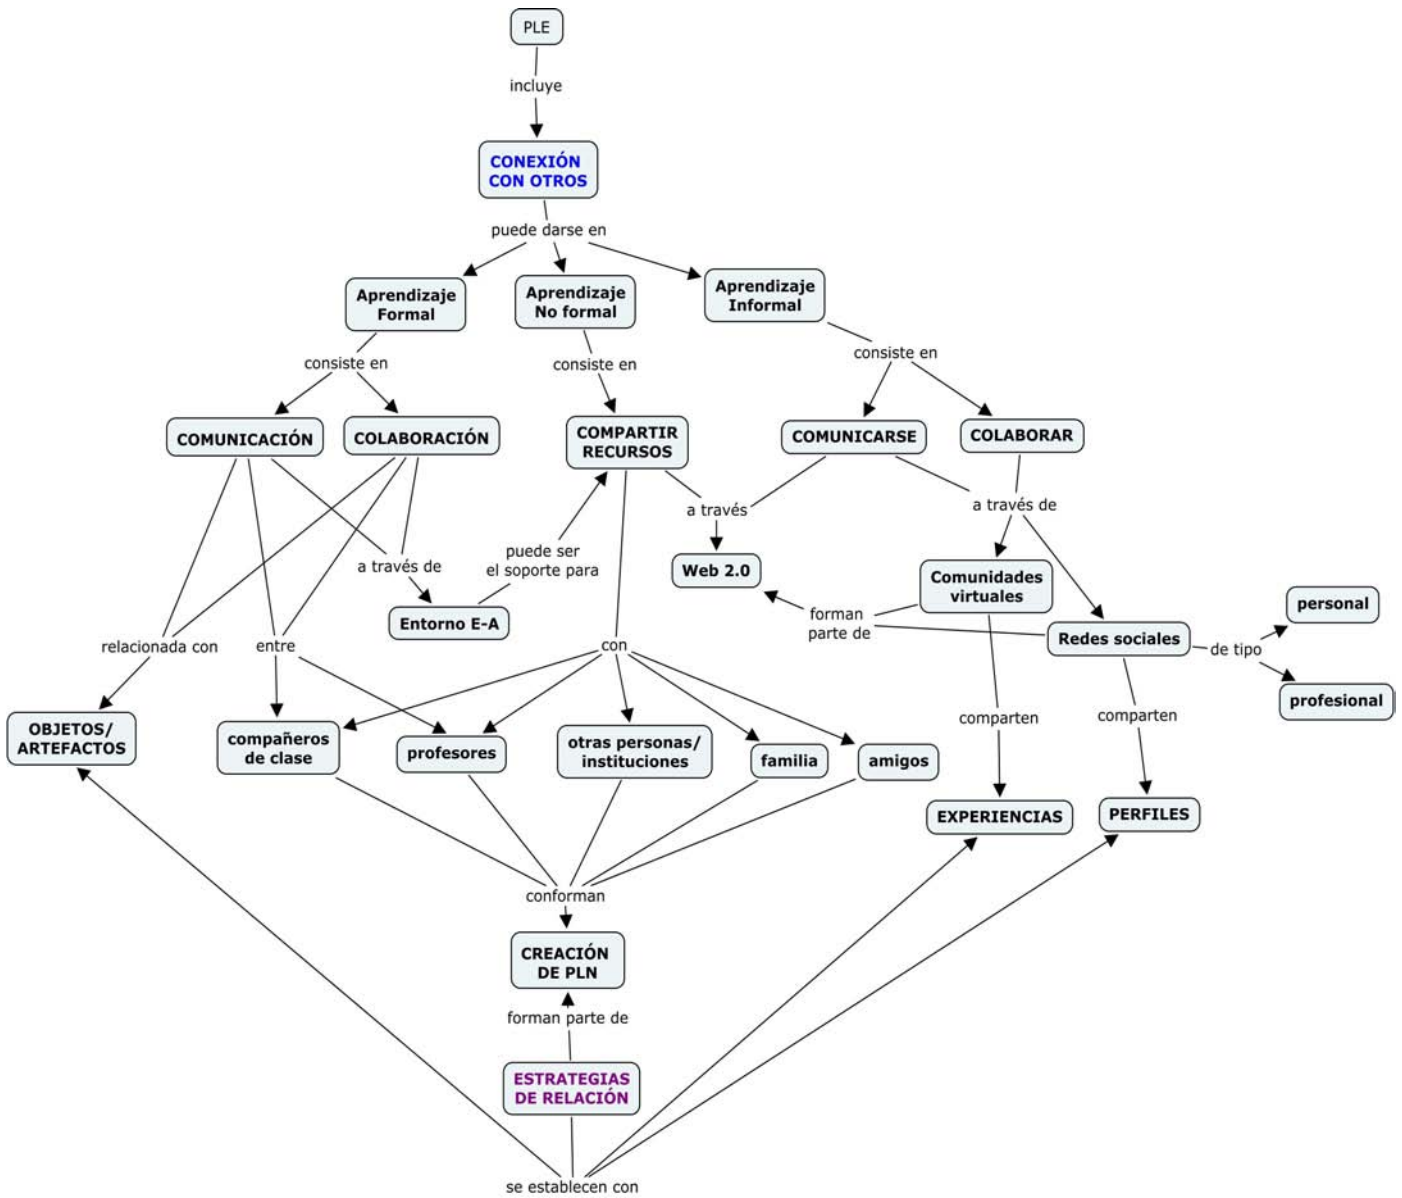 PLE
incluye
CONEXIÓN
CON OTROS
puede darse en
Aprendizaje
Formal
Aprendizaje
No formal
Aprendizaje
Informal
consiste en
consiste en
consiste en
COMUNICACIÓN
COLABORACIÓN
COMPARTIR
RECURSOS
COMUNICARSE
COLABORAR
a través
a través de
puede ser
el soporte para
a través de
Web 2.0
Comunidades
virtuales
Entorno E-A
forman
parte de
Redes sociales
de tipo
personal
profesional
relacionada con
entre
con
comparten
comparten
OBJETOS/
ARTEFACTOS
compañeros
de clase
profesores
otras personas/
instituciones
familia
amigos
EXPERIENCIAS
PERFILES
conforman
CREACIÓN
DE PLN
forman parte de
ESTRATEGIAS
DE RELACIÓN
se establecen con